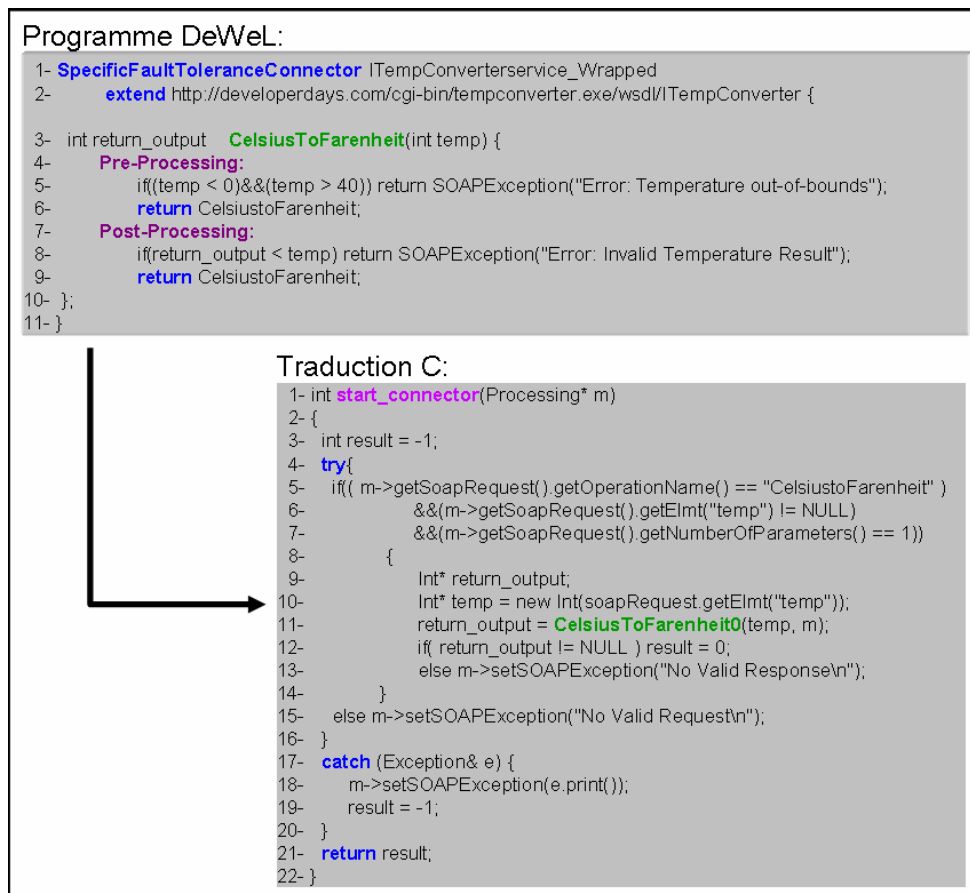 Programme DeWeL:
1- SpecificFaultToleranceConnector ITempConverterservice_Wrapped
2- extend http://developerdays.com/cgi-bin/tempconverter.exe/wsdl/ITempConverter {
3- int return_output CelsiusToFarenheit(int temp) {
4- Pre-Processing:
5- if((temp < 0)&&(temp > 40)) return SOAPException("Error: Temperature out-of-bounds");
6- return CelsiustoFarenheit;
7- Post-Processing:
8- if(return_output < temp) return SOAPException("Error: Invalid Temperature Result");
9- return CelsiustoFarenheit;
10- };
11- }
Traduction C:
1- int start_connector(Processing* m)
2- {
3- int result = -1;
4- try{
5- if(( m->getSoapRequest().getOperationName() == "CelsiustoFarenheit" )
6- &&(m->getSoapRequest().getElmt("temp") != NULL)
7- &&(m->getSoapRequest().getNumberOfParameters() == 1))
8- {
9- Int* return_output;
10- Int* temp = new Int(soapRequest.getElmt("temp"));
11- return_output = CelsiusToFarenheit0(temp, m);
12- if( return_output != NULL ) result = 0;
13- else m->setSOAPException("No Valid Response\n");
14- }
15- else m->setSOAPException("No Valid Request\n");
16- }
17- catch (Exception& e) {
18- m->setSOAPException(e.print());
19- result = -1;
20- }
21- return result;
22- }